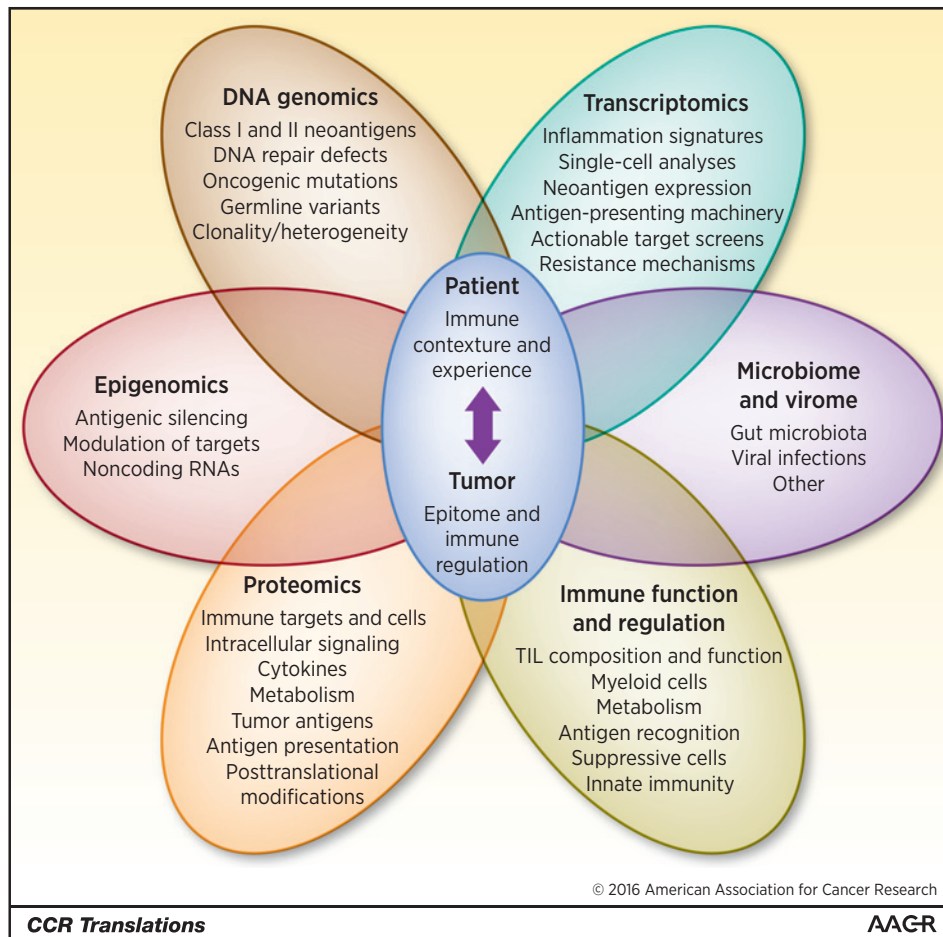 DNA genomics
Class I and II neoantigens
DNA repair defects
Oncogenic mutations
Germline variants
Clonality/heterogeneity
Transcriptomics
Inflammation signatures
Single-cell analyses
Neoantigen expression
Antigen-presenting machinery
Actionable target screens
Resistance mechanisms
Patient
Immune
contexture and
experience
Tumor
Epitome and
immune
regulation
Epigenomics
Antigenic silencing
Modulation of targets
Noncoding RNAs
Microbiome
and virome
Gut microbiota
Viral infections
Other
Proteomics
Immune targets and cells
Intracellular signaling
Cytokines
Metabolism
Tumor antigens
Antigen presentation
Posttranslational
modifications
Immune function
and regulation
TIL composition and function
Myeloid cells
Metabolism
Antigen recognition
Suppressive cells
Innate immunity
© 2016 American Association for Cancer Research
CCR Translations
AACR